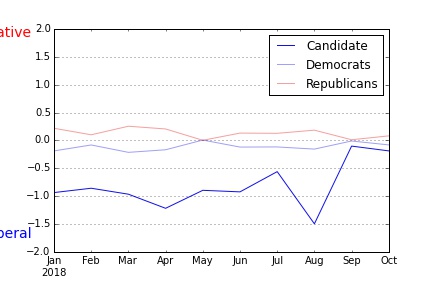 ative
2.0
Candidate
Democrats
Republicans
1.5
1.0
0.5
0.0
−0.5
−1.0
−1.5
beral
−2.0
Jan Feb Mar Apr May Jun Jul Aug Sep Oct
2018